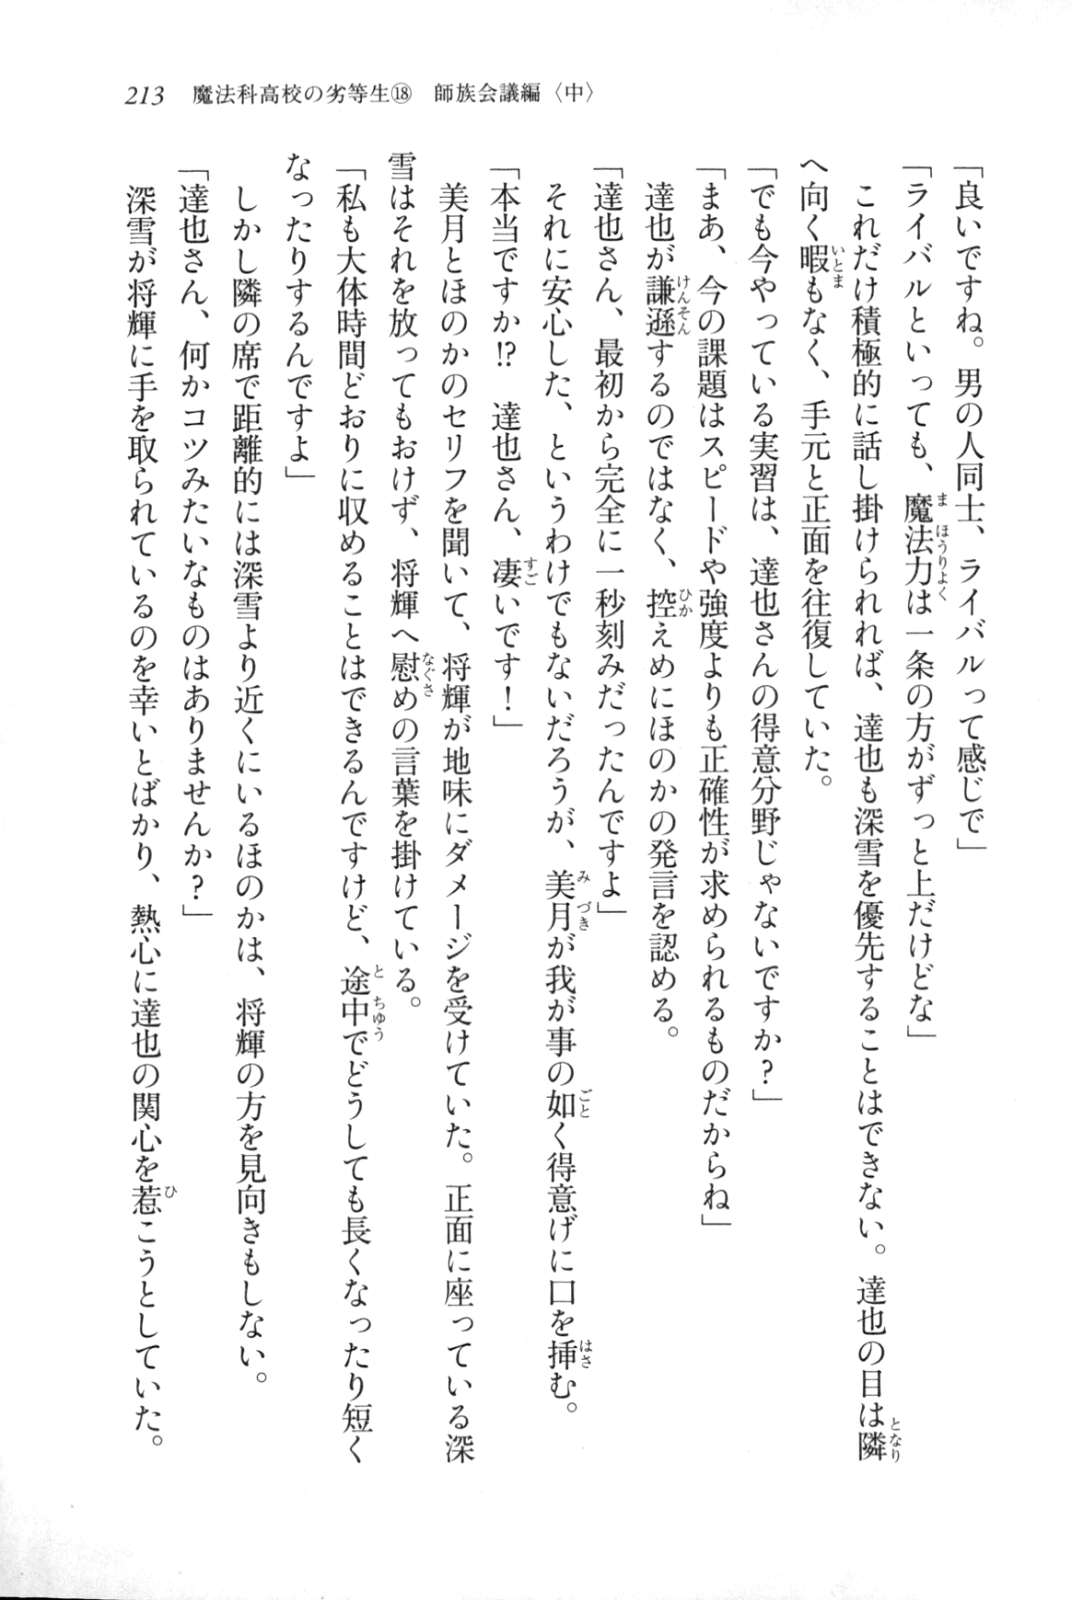 213　魔法科高校の劣等生⑱　師族会議編〈中〉
「良いですね。男の人同士、ライバルって感じで」
「ライバルといっても、魔法力は一条の方がずっと上だけどな」
　これだけ積極的に話し掛けられれば、達也も深雪を優先することはできない。達也の目は隣
へ向く暇もなく、手元と正面を往復していた。
「でも今やっている実習は、達也さんの得意分野じゃないですか？」
「まあ、今の課題はスピードや強度よりも正確性が求められるものだからね」
　達也が謙遜するのではなく、控えめにほのかの発言を認める。
「達也さん、最初から完全に一秒刻みだったんですよ」
　それに安心した、というわけでもないだろうが、美月が我が事の如く得意げに口を挿む。
「本当ですか⁉　達也さん、凄いです！」
　美月とほのかのセリフを聞いて、将輝が地味にダメージを受けていた。正面に座っている深
雪はそれを放ってもおけず、将輝へ慰めの言葉を掛けている。
「私も大体時間どおりに収めることはできるんですけど、途中でどうしても長くなったり短く
なったりするんですよ」
　しかし隣の席で距離的には深雪より近くにいるほのかは、将輝の方を見向きもしない。
「達也さん、何かコツみたいなものはありませんか？」
　深雪が将輝に手を取られているのを幸いとばかり、熱心に達也の関心を惹こうとしていた。